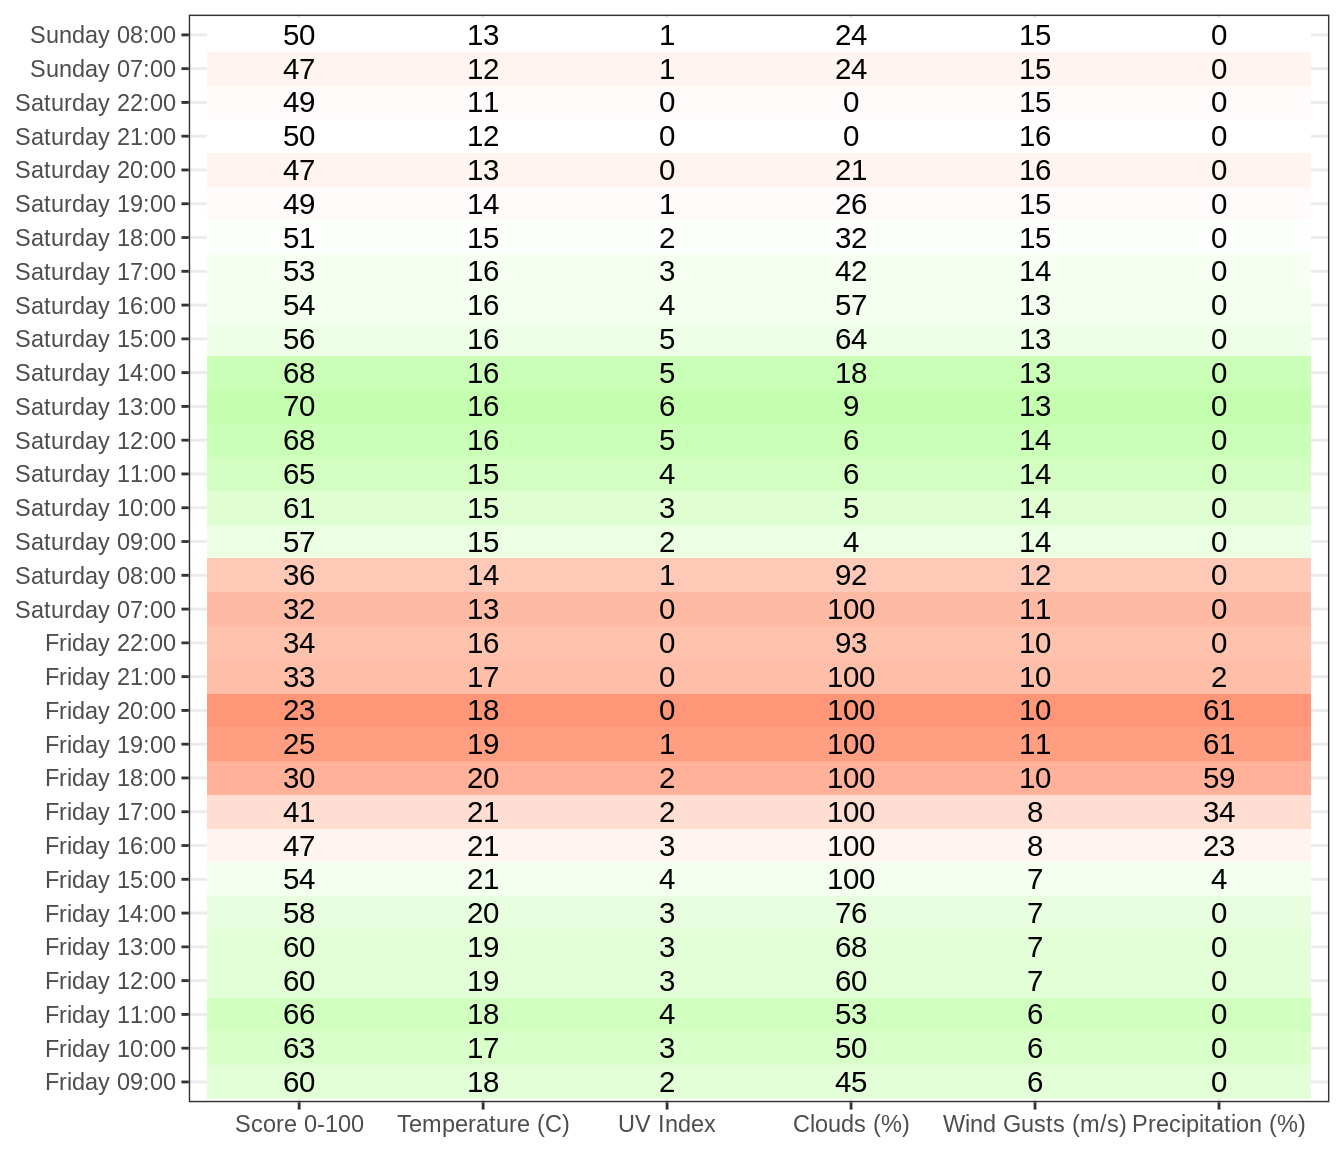 Sunday 08:00 50 13 1 24 15 0
Sunday 07:00 47 12 1 24 15 0
Saturday 22:00 49 11 0 0 15 0
Saturday 21:00 50 12 0 0 16 0
Saturday 20:00 47 13 0 21 16 0
Saturday 19:00 49 14 1 26 15 0
Saturday 18:00 51 15 2 32 15 0
Saturday 17:00 53 16 3 42 14 0
Saturday 16:00 54 16 4 57 13 0
Saturday 15:00 56 16 5 64 13 0
Saturday 14:00 68 16 5 18 13 0
Saturday 13:00 70 16 6 9 13 0
Saturday 12:00 68 16 5 6 14 0
Saturday 11:00 65 15 4 6 14 0
Saturday 10:00 61 15 3 5 14 0
Saturday 09:00 57 15 2 4 14 0
Saturday 08:00 36 14 1 92 12 0
Saturday 07:00 32 13 0 100 11 0
Friday 22:00 34 16 0 93 10 0
Friday 21:00 33 17 0 100 10 2
Friday 20:00 23 18 0 100 10 61
Friday 19:00 25 19 1 100 11 61
Friday 18:00 30 20 2 100 10 59
Friday 17:00 41 21 2 100 8 34
Friday 16:00 47 21 3 100 8 23
Friday 15:00 54 21 4 100 7 4
Friday 14:00 58 20 3 76 7 0
Friday 13:00 60 19 3 68 7 0
Friday 12:00 60 19 3 60 7 0
Friday 11:00 66 18 4 53 6 0
Friday 10:00 63 17 3 50 6 0
Friday 09:00 60 18 2 45 6 0
Score 0-100 Temperature (C) UV Index Clouds (%) Wind Gusts (m/s) Precipitation (%)